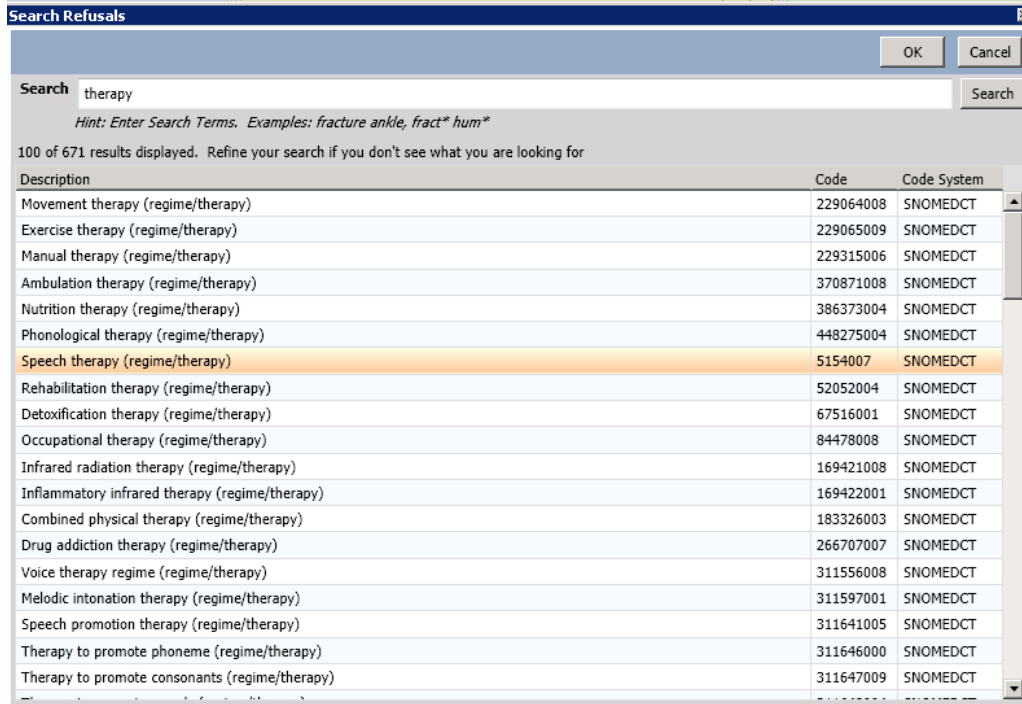 Search Refusals
OK Cancel
Search therapy Search
Hint: Enter Search Terms. Examples: fracture ankle, fract* hum*
100 of 671 results displayed. Refine your search if you don't see what you are looking for
Description Code Code System
Movement therapy (regime/therapy) 229064008 SNOMEDCT
Exercise therapy (regime/therapy) 229065009 SNOMEDCT
Manual therapy (regime/therapy) 229315006 SNOMEDCT
Ambulation therapy (regime/therapy) 370871008 SNOMEDCT
Nutrition therapy (regime/therapy) 386373004 SNOMEDCT
Phonological therapy (regime/therapy) 448275004 SNOMEDCT
Speech therapy (regime/therapy) 5154007 SNOMEDCT
Rehabilitation therapy (regime/therapy) 52052004 SNOMEDCT
Detoxification therapy (regime/therapy) 67516001 SNOMEDCT
Occupational therapy (regime/therapy) 84478008 SNOMEDCT
Infrared radiation therapy (regime/therapy) 169421008 SNOMEDCT
Inflammatory infrared therapy (regime/therapy) 169422001 SNOMEDCT
Combined physical therapy (regime/therapy) 183326003 SNOMEDCT
Drug addiction therapy (regime/therapy) 266707007 SNOMEDCT
Voice therapy regime (regime/therapy) 311556008 SNOMEDCT
Melodic intonation therapy (regime/therapy) 311597001 SNOMEDCT
Speech promotion therapy (regime/therapy) 311641005 SNOMEDCT
Therapy to promote phoneme (regime/therapy) 311646000 SNOMEDCT
Therapy to promote consonants (regime/therapy) 311647009 SNOMEDCT